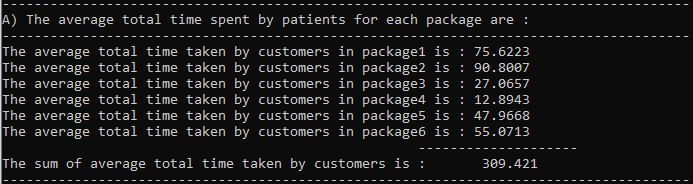 A) The average total time spent by patients for each package are :
The average total time taken by customers in package1 is : 75.6223
The average total time taken by customers in package2 is : 90.8007
The average total time taken by customers in package3 is : 27.0657
The average total time taken by customers in package4 is : 12.8943
The average total time taken by customers in package5 is : 47.9668
The average total time taken by customers in package6 is : 55.0713
The sum of average total time taken by customers is : 309.421